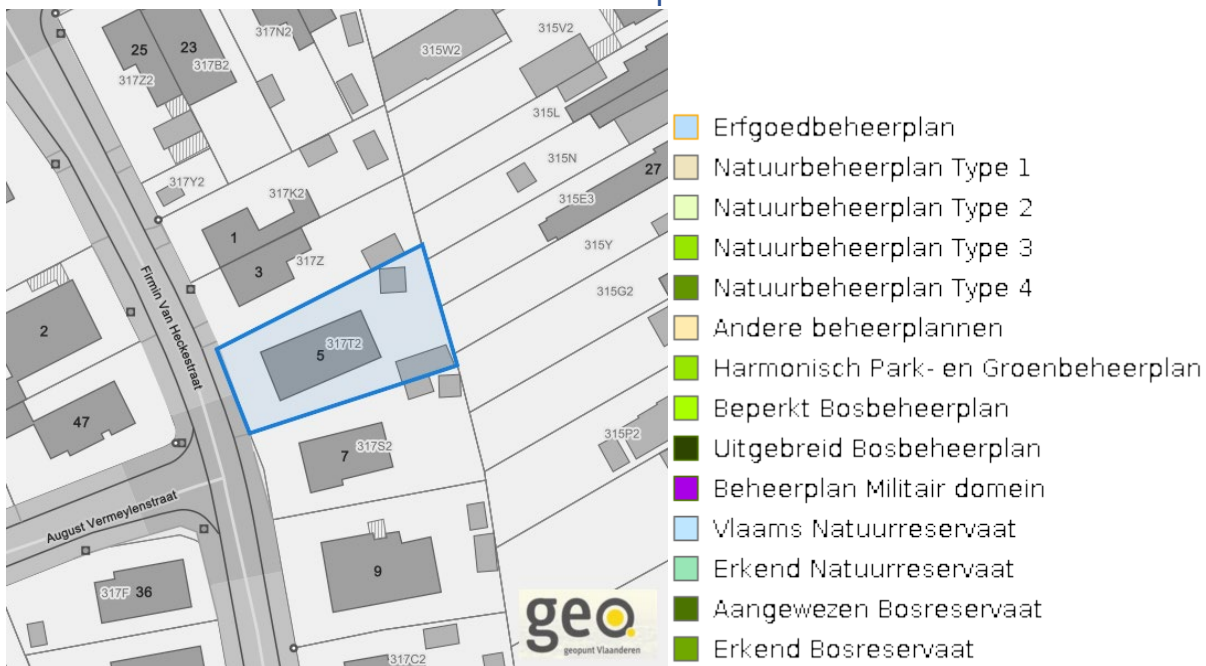 25
23
317Z2
317B2
317N2
315W2
315V2
315L
315N
27
315E3
315Y
315G2
317Y2
317K2
1
3
317Z
Firmin Van Heckestraat
2
5
317T2
47
7
317S2
315P2
August Vermeylenstraat
9
317F
36
317C2
geo.
geopunt Vlaanderen
Erfgoedbeheerplan
Natuurbeheerplan Type 1
Natuurbeheerplan Type 2
Natuurbeheerplan Type 3
Natuurbeheerplan Type 4
Andere beheerplannen
Harmonisch Park- en Groenbeheerplan
Beperkt Bosbeheerplan
Uitgebreid Bosbeheerplan
Beheerplan Militair domein
Vlaams Natuurreservaat
Erkend Natuurreservaat
Aangewezen Bosreservaat
Erkend Bosreservaat